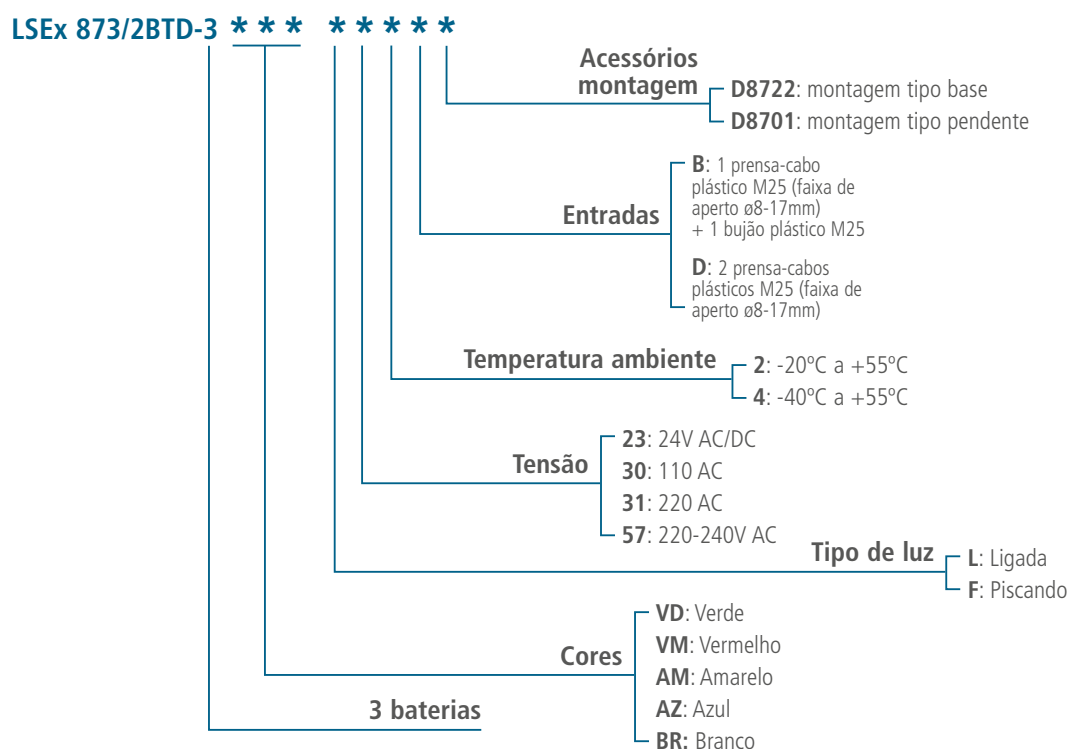 LSEx 873/2BTD-3 *** *****
Acessórios
montagem
D8722: montagem tipo base
D8701: montagem tipo pendente
Entradas
B: 1 prensa-cabo
plástico M25 (faixa de
aperto ø8-17mm)
+ 1 bujão plástico M25
D: 2 prensa-cabos
plásticos M25 (faixa de
aperto ø8-17mm)
Temperatura ambiente
2: -20ºC a +55ºC
4: -40ºC a +55ºC
Tensão
23: 24V AC/DC
30: 110 AC
31: 220 AC
57: 220-240V AC
Tipo de luz
L: Ligada
F: Piscando
Cores
VD: Verde
VM: Vermelho
AM: Amarelo
AZ: Azul
BR: Branco
3 baterias